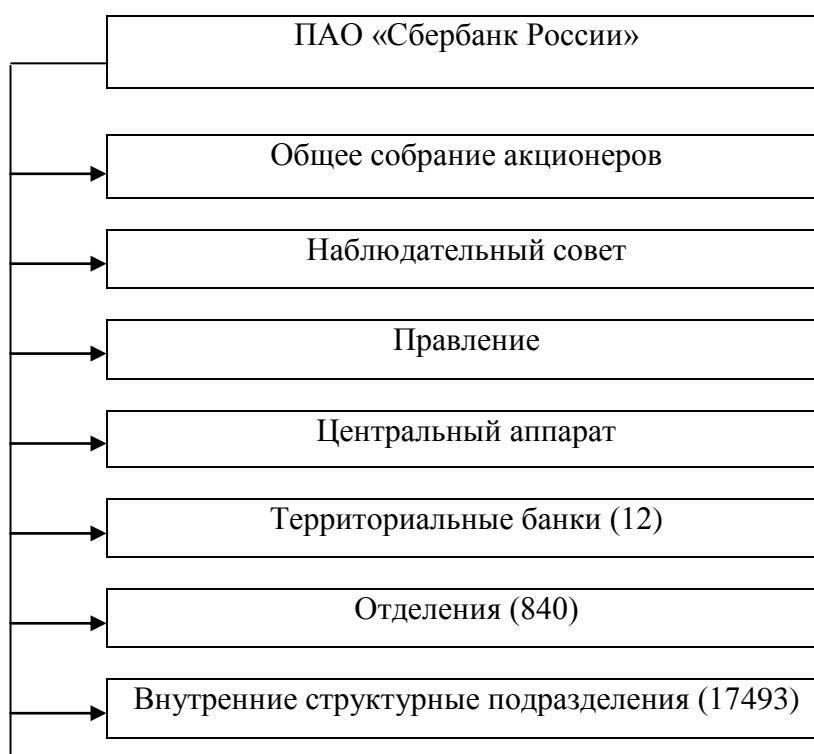 ПАО «Сбербанк России»
Общее собрание акционеров
Наблюдательный совет
Правление
Центральный аппарат
Территориальные банки (12)
Отделения (840)
Внутренние структурные подразделения (17493)